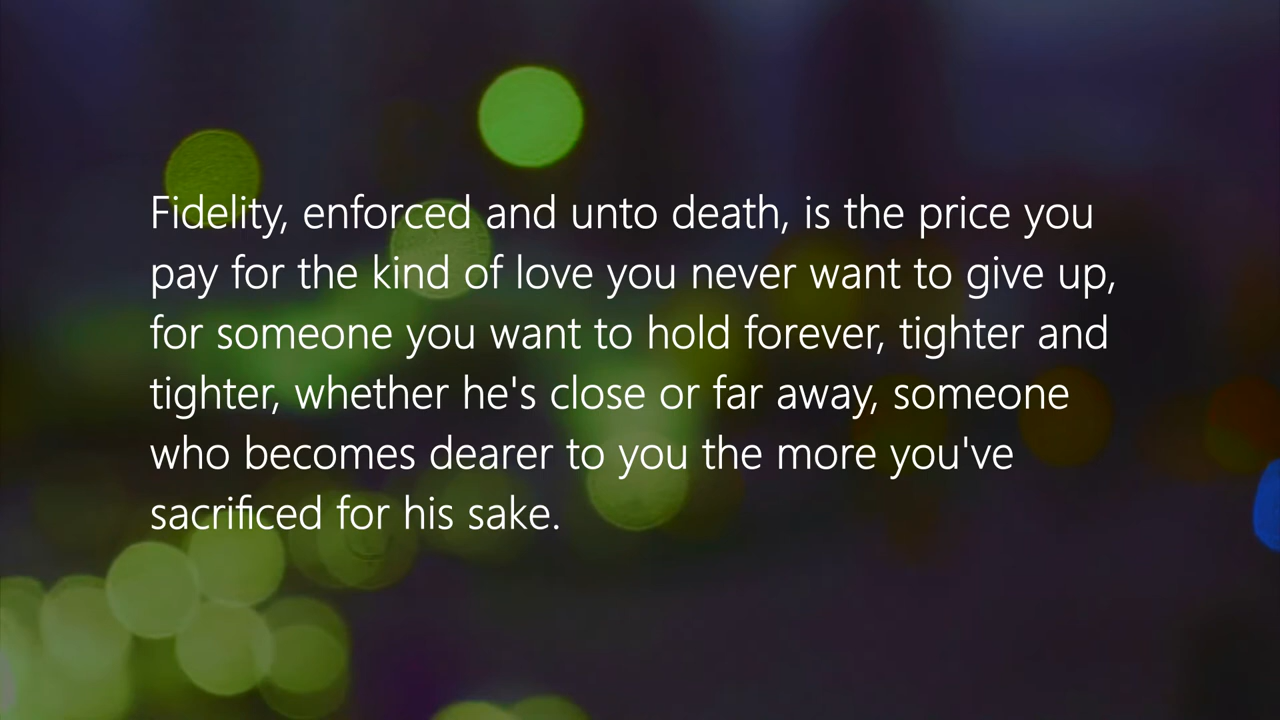 Fidelity, enforced and unto death, is the price you
pay for the kind of love you never want to give up,
for someone you want to hold forever, tighter and
tighter, whether he's close or far away, someone
who becomes dearer to you the more you've
sacrificed for his sake.